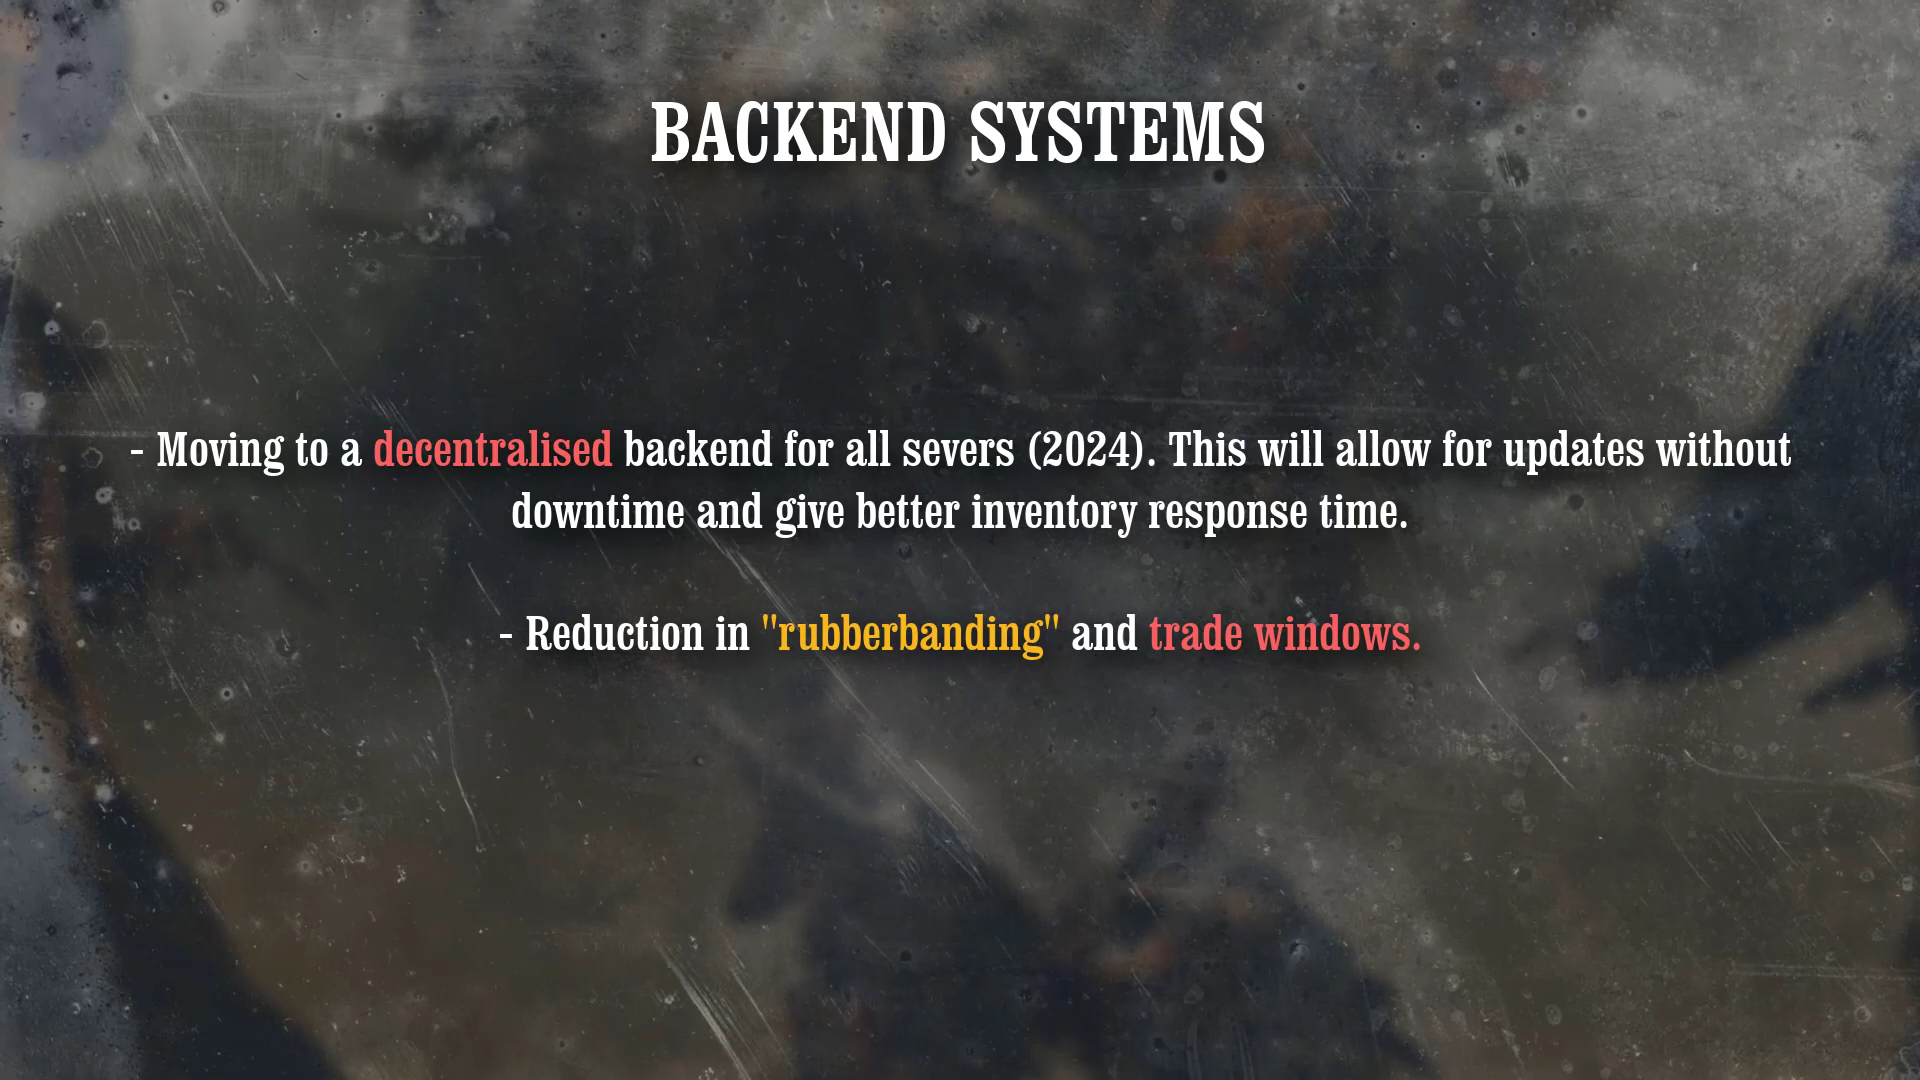 BACKEND SYSTEMS
- Moving to a decentralised backend for all severs (2024). This will allow for updates without
downtime and give better inventory response time.
- Reduction in "rubberbanding" and trade windows.